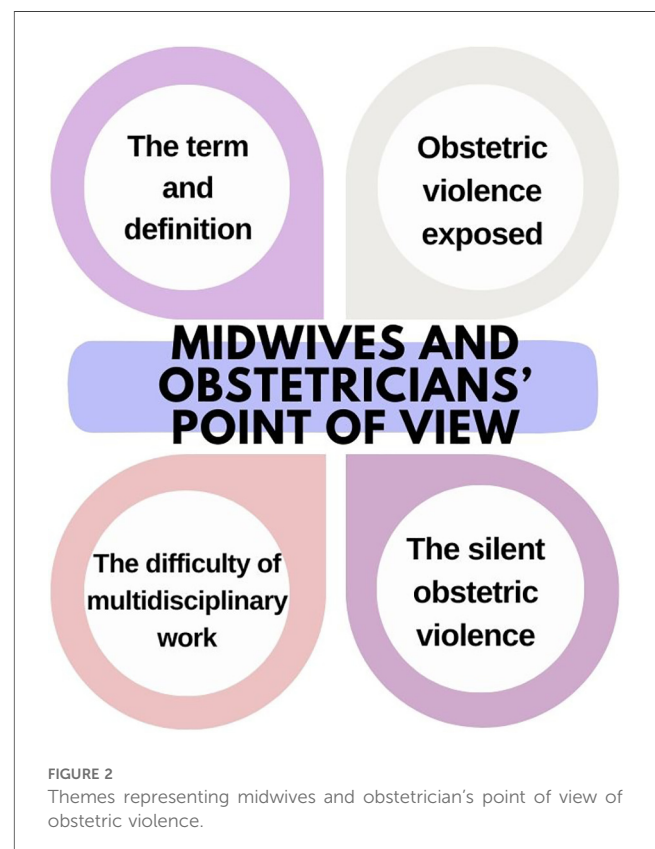 The term
and
definition
Obstetric
violence
exposed
MIDWIVES AND
OBSTETRICIANS’
POINT OF VIEW
The difficulty of
multidisciplinary
work
The silent
obstetric
violence
FIGURE 2
Themes representing midwives and obstetrician’s point of view of
obstetric violence.